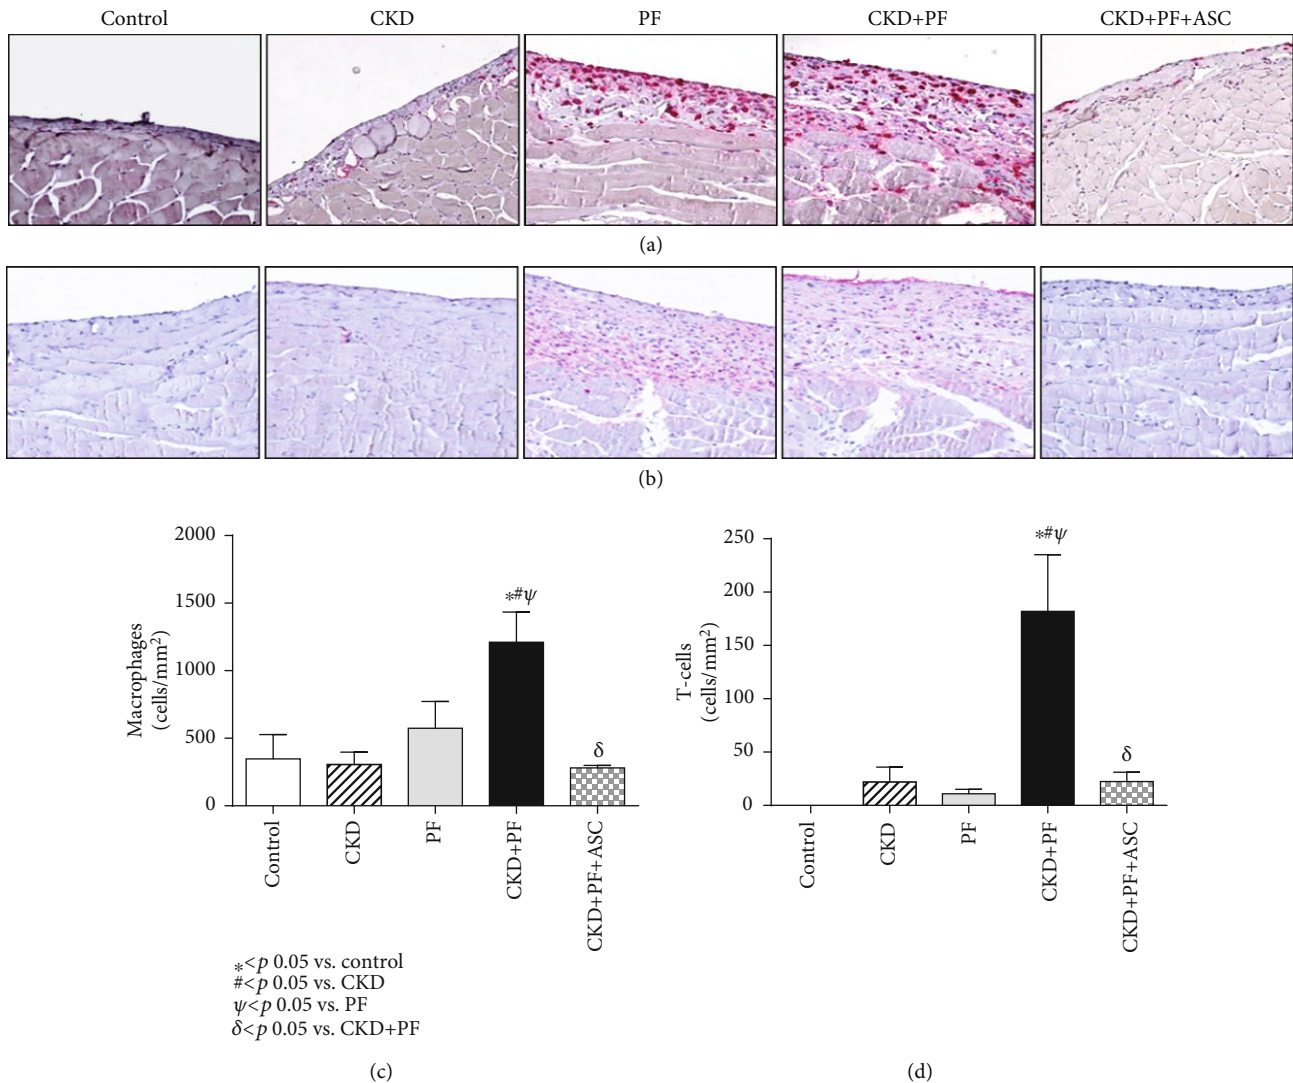 Control CKD PF CKD+PF CKD+PF+ASC
(a)
(b)
2000
1500
1000
500
0
Macrophages
(cells/mm²)
*#ψ
δ
Control CKD PF CKD+PF CKD+PF+ASC
*<p 0.05 vs. control
#<p 0.05 vs. CKD
ψ<p 0.05 vs. PF
δ<p 0.05 vs. CKD+PF
(c)
250
200
150
100
50
0
T-cells
(cells/mm²)
*#ψ
δ
Control CKD PF CKD+PF CKD+PF+ASC
(d)